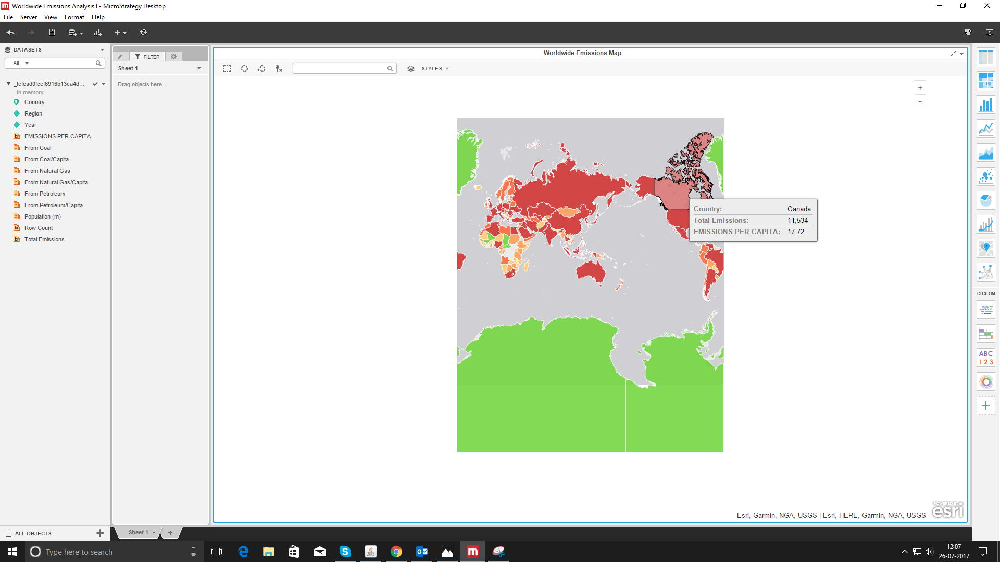 Worldwide Emissions Analysis I - MicroStrategy Desktop
File Server View Format Help
DATASETS
All
_fefead0fcef6916b13ca4d...
In memory
Country
Region
Year
EMISSIONS PER CAPITA
From Coal
From Coal/Capita
From Natural Gas
From Natural Gas/Capita
From Petroleum
From Petroleum/Capita
Population (m)
Row Count
Total Emissions
ALL OBJECTS
FILTER
Sheet 1
Drag objects here.
Worldwide Emissions Map
STYLES
+
−
Country: Canada
Total Emissions: 11,534
EMISSIONS PER CAPITA: 17.72
POWERED BY
esri
Esri, Garmin, NGA, USGS | Esri, HERE, Garmin, NGA, USGS
CUSTOM
WORD
CLOUD
ABC
123
Sheet 1
Type here to search
12:07
26-07-2017